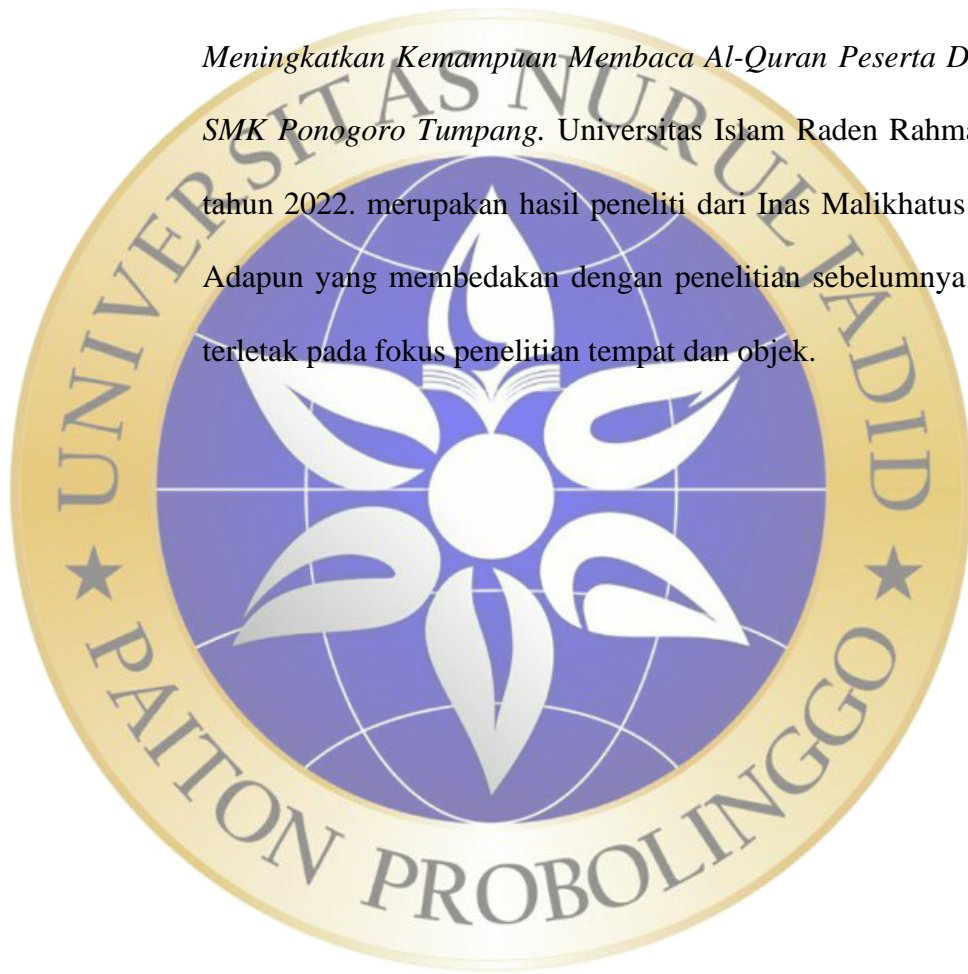 Meningkatkan Kemampuan Membaca Al-Quran Peserta
SMK Ponogoro Tumpang. Universitas Islam Raden
tahun 2022. merupakan hasil peneliti dari Inas Malikhatus
Adapun yang membedakan dengan penelitian sebelumnya
terletak pada fokus penelitian tempat dan objek.
UNIVERSITAS NURUL JADID
PAITON PROBOLINGGO